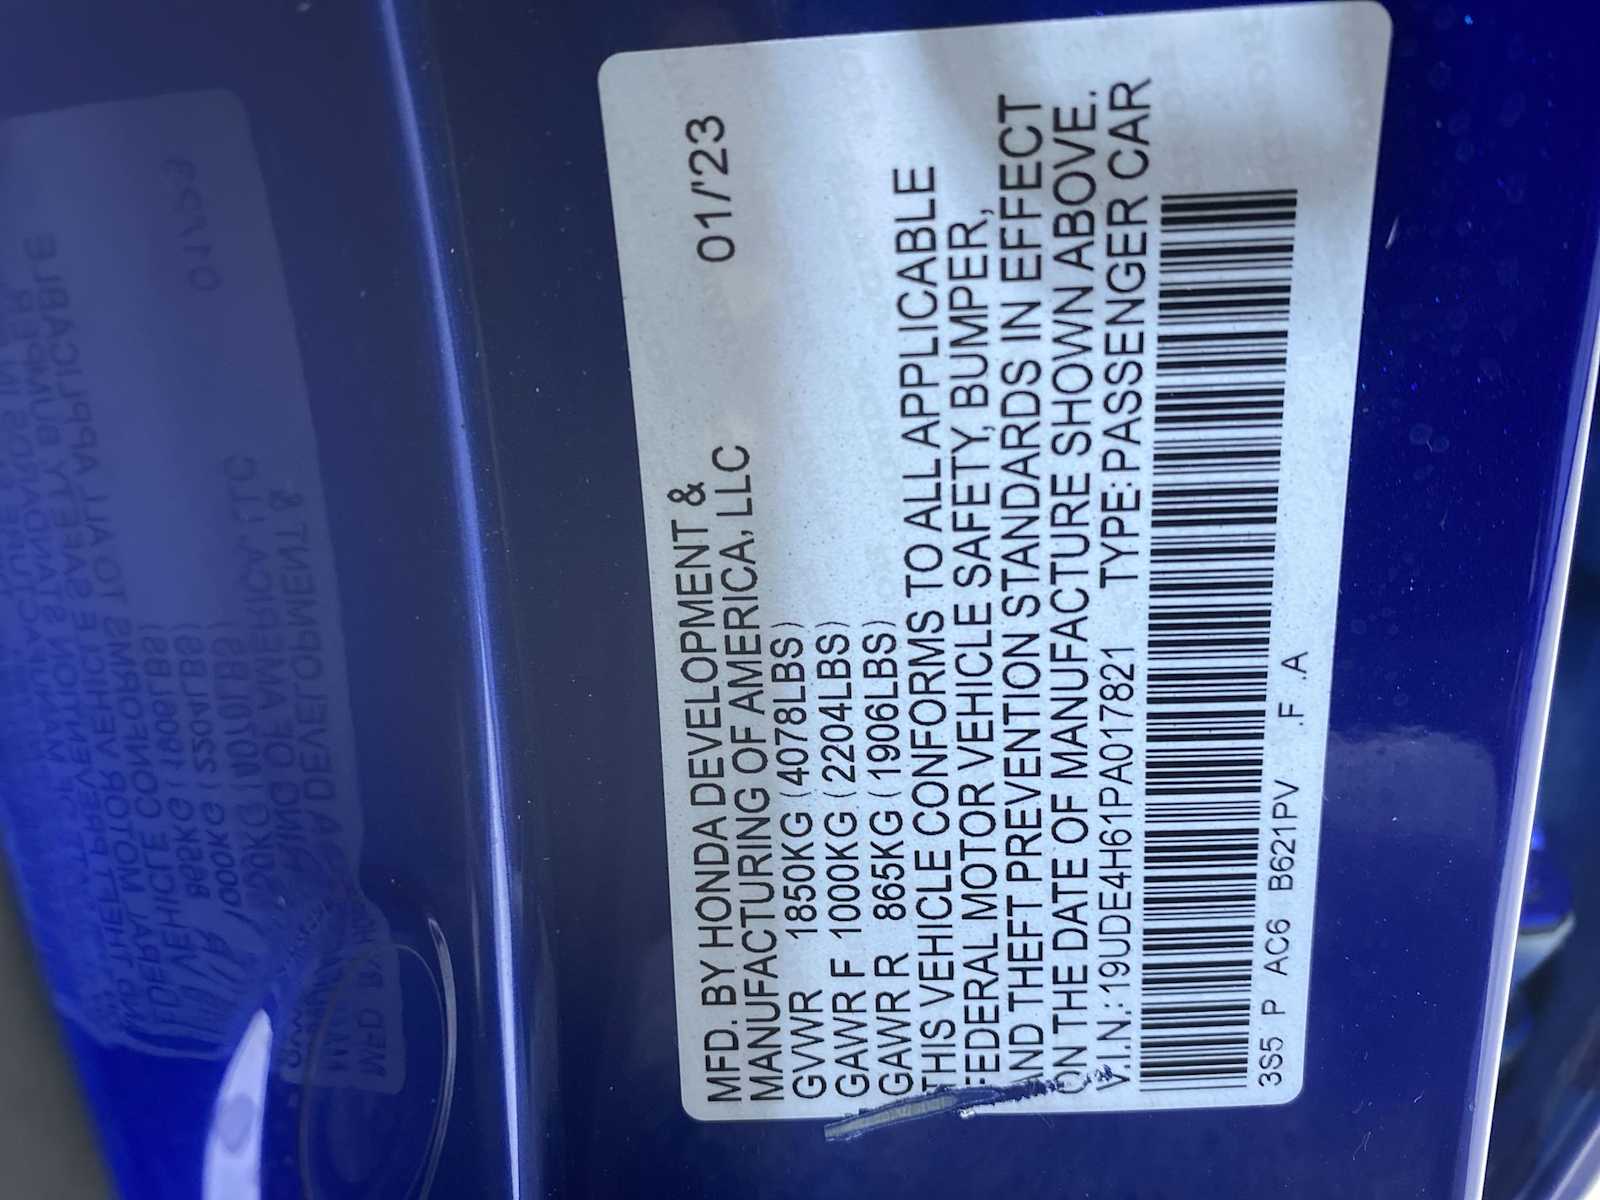 MFD. BY HONDA DEVELOPMENT &
MANUFACTURING OF AMERICA, LLC 01/'23
GVWR 1850KG (4078LBS)
GAWR F 1000KG (2204LBS)
GAWR R 865KG (1906LBS)
THIS VEHICLE CONFORMS TO ALL APPLICABLE
FEDERAL MOTOR VEHICLE SAFETY, BUMPER,
AND THEFT PREVENTION STANDARDS IN EFFECT
ON THE DATE OF MANUFACTURE SHOWN ABOVE.
V.I.N.: 19UDE4H61PA017821 TYPE: PASSENGER CAR
3S5 P AC6 B621PV .F .A